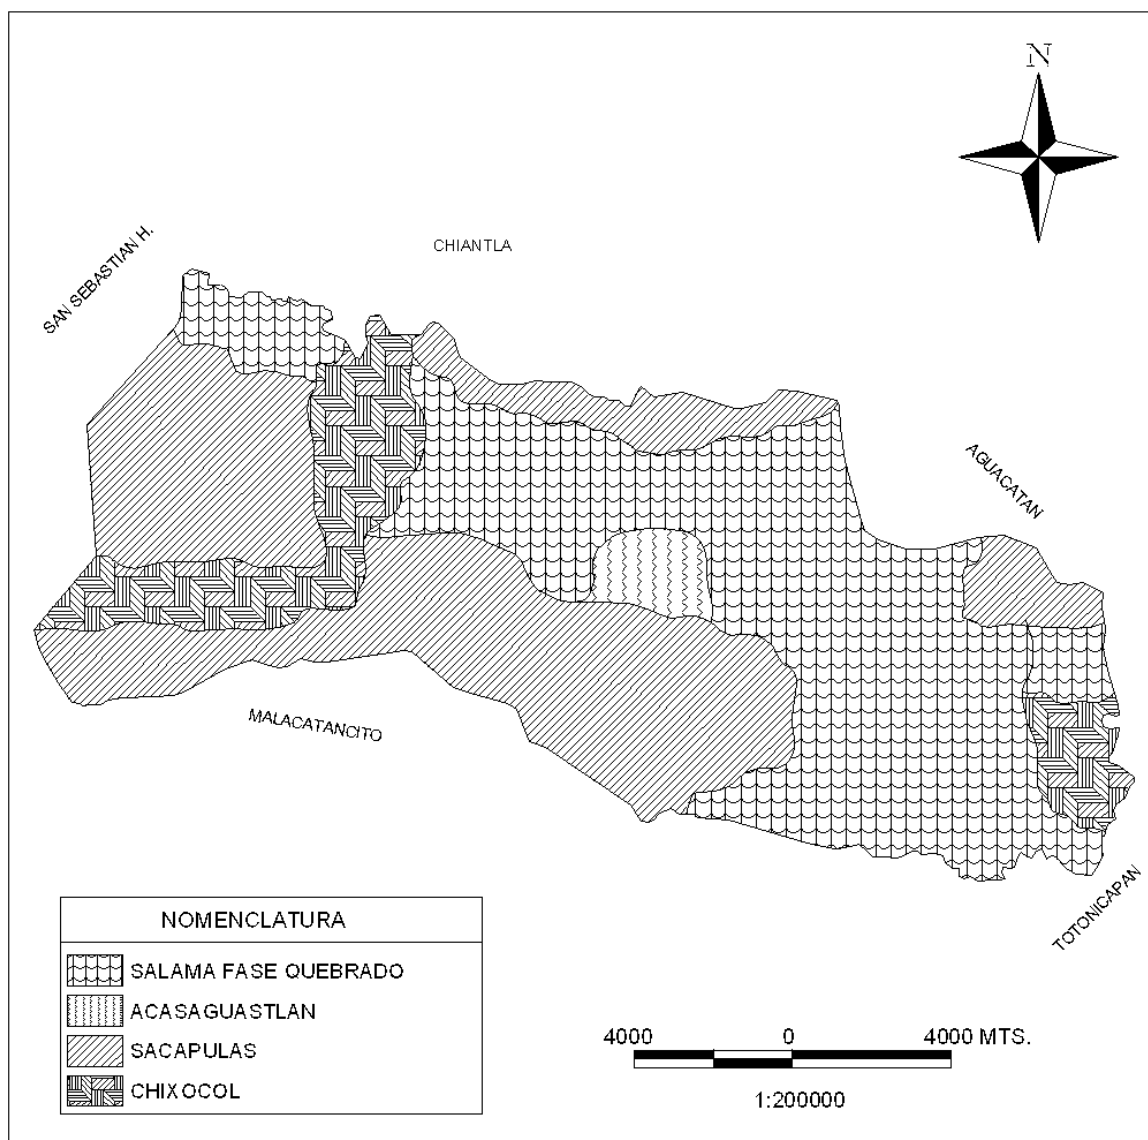 N
CHIANTLA
SAN SEBASTIAN H.
AGUACATAN
MALACATANCITO
TOTONICAPAN
NOMENCLATURA
SALAMA FASE QUEBRADO
ACASAGUASTLAN
SACAPULAS
CHIXOCOL
4000 0 4000 MTS.
1:200000